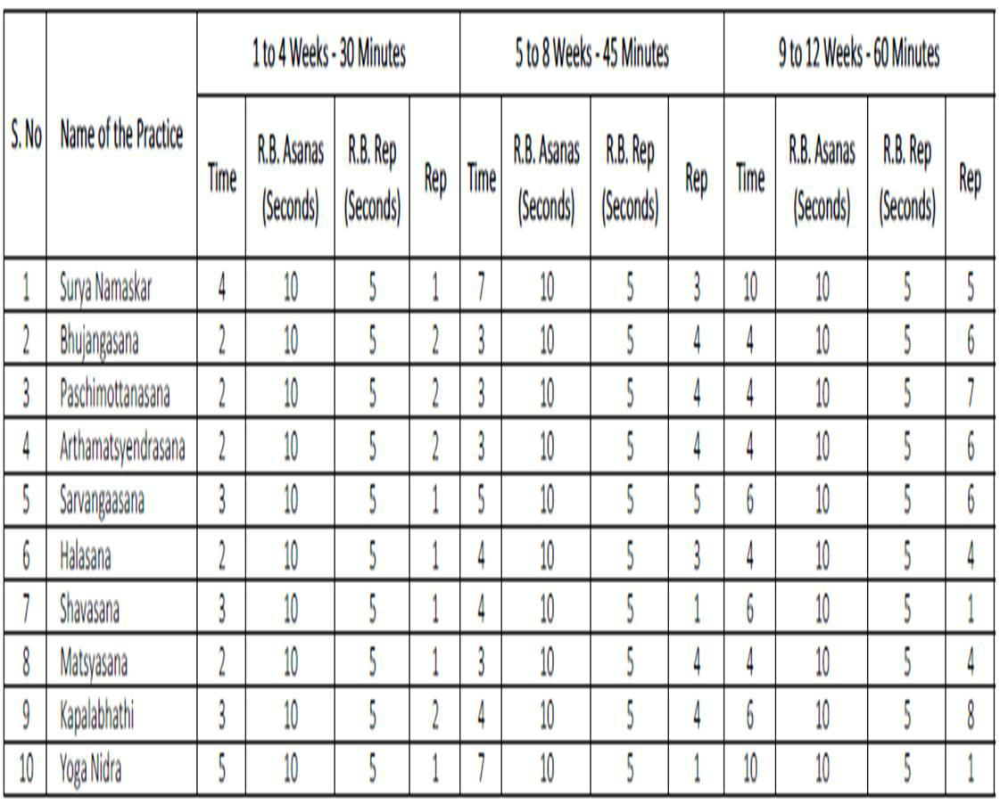 1 to 4 Weeks - 30 Minutes 5 to 8 Weeks - 45 Minutes 9 to 12 Weeks - 60 Minutes
S. No Name of the Practice Time R.B. Asanas (Seconds) R.B. Rep (Seconds) Rep Time R.B. Asanas (Seconds) R.B. Rep (Seconds) Rep Time R.B. Asanas (Seconds) R.B. Rep (Seconds) Rep
1 Surya Namaskar 4 10 5 1 7 10 5 3 10 10 5 5
2 Bhujangasana 2 10 5 2 3 10 5 4 4 10 5 6
3 Paschimottanasana 2 10 5 2 3 10 5 4 4 10 5 7
4 Arthamatsyendrasana 2 10 5 2 3 10 5 4 4 10 5 6
5 Sarvangaasana 3 10 5 1 5 10 5 5 6 10 5 6
6 Halasana 2 10 5 1 4 10 5 3 4 10 5 4
7 Shavasana 3 10 5 1 4 10 5 1 6 10 5 1
8 Matsyasana 2 10 5 1 3 10 5 4 4 10 5 4
9 Kapalabhathi 3 10 5 2 4 10 5 4 6 10 5 8
10 Yoga Nidra 5 10 5 1 7 10 5 1 10 10 5 1